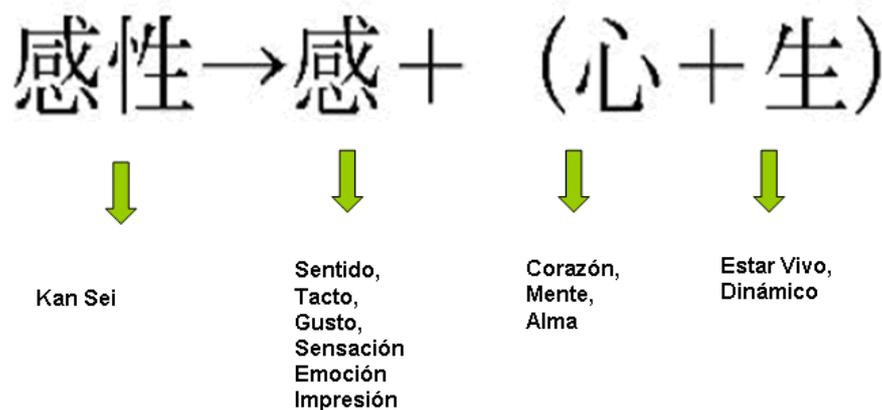 感性→感＋（心＋生）
Kan Sei
Sentido,
Tacto,
Gusto,
Sensación
Emoción
Impresión
Corazón,
Mente,
Alma
Estar Vivo,
Dinámico